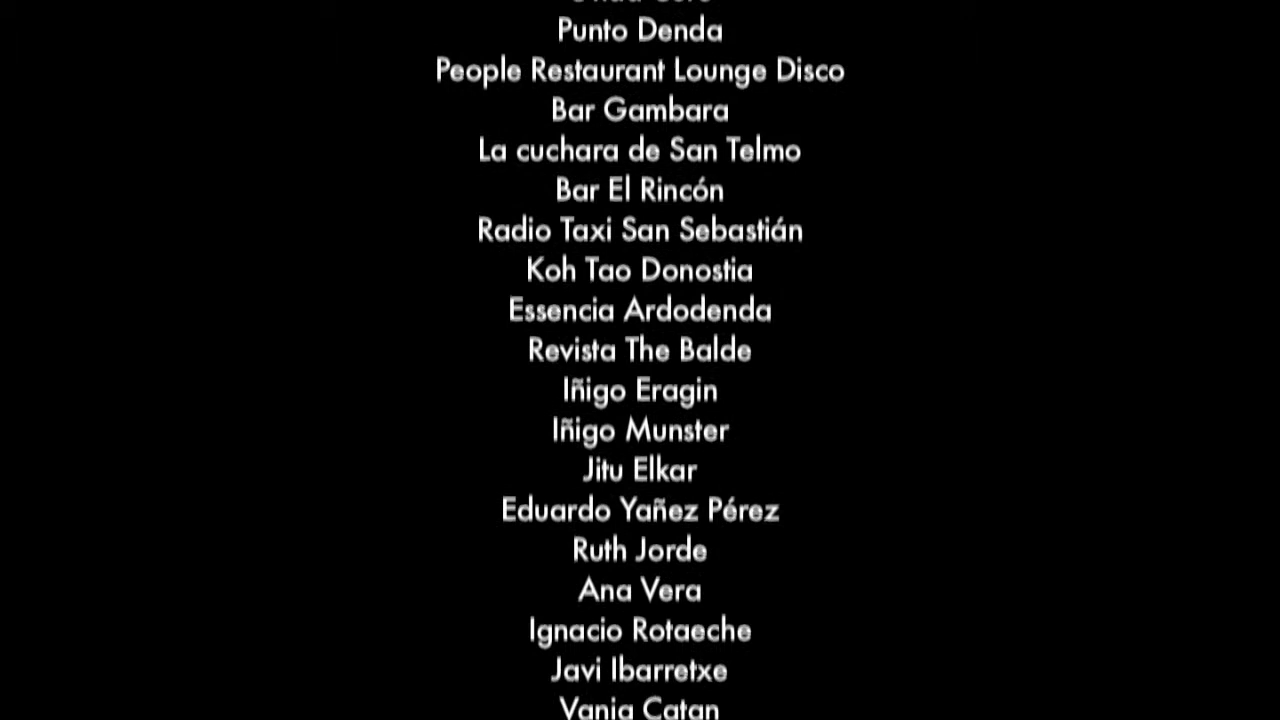 Punto Denda
People Restaurant Lounge Disco
Bar Gambara
La cuchara de San Telmo
Bar El Rincón
Radio Taxi San Sebastián
Koh Tao Donostia
Essencia Ardodenda
Revista The Balde
Iñigo Eragin
Iñigo Munster
Jitu Elkar
Eduardo Yañez Pérez
Ruth Jorde
Ana Vera
Ignacio Rotaeche
Javi Ibarretxe
Vania Catan